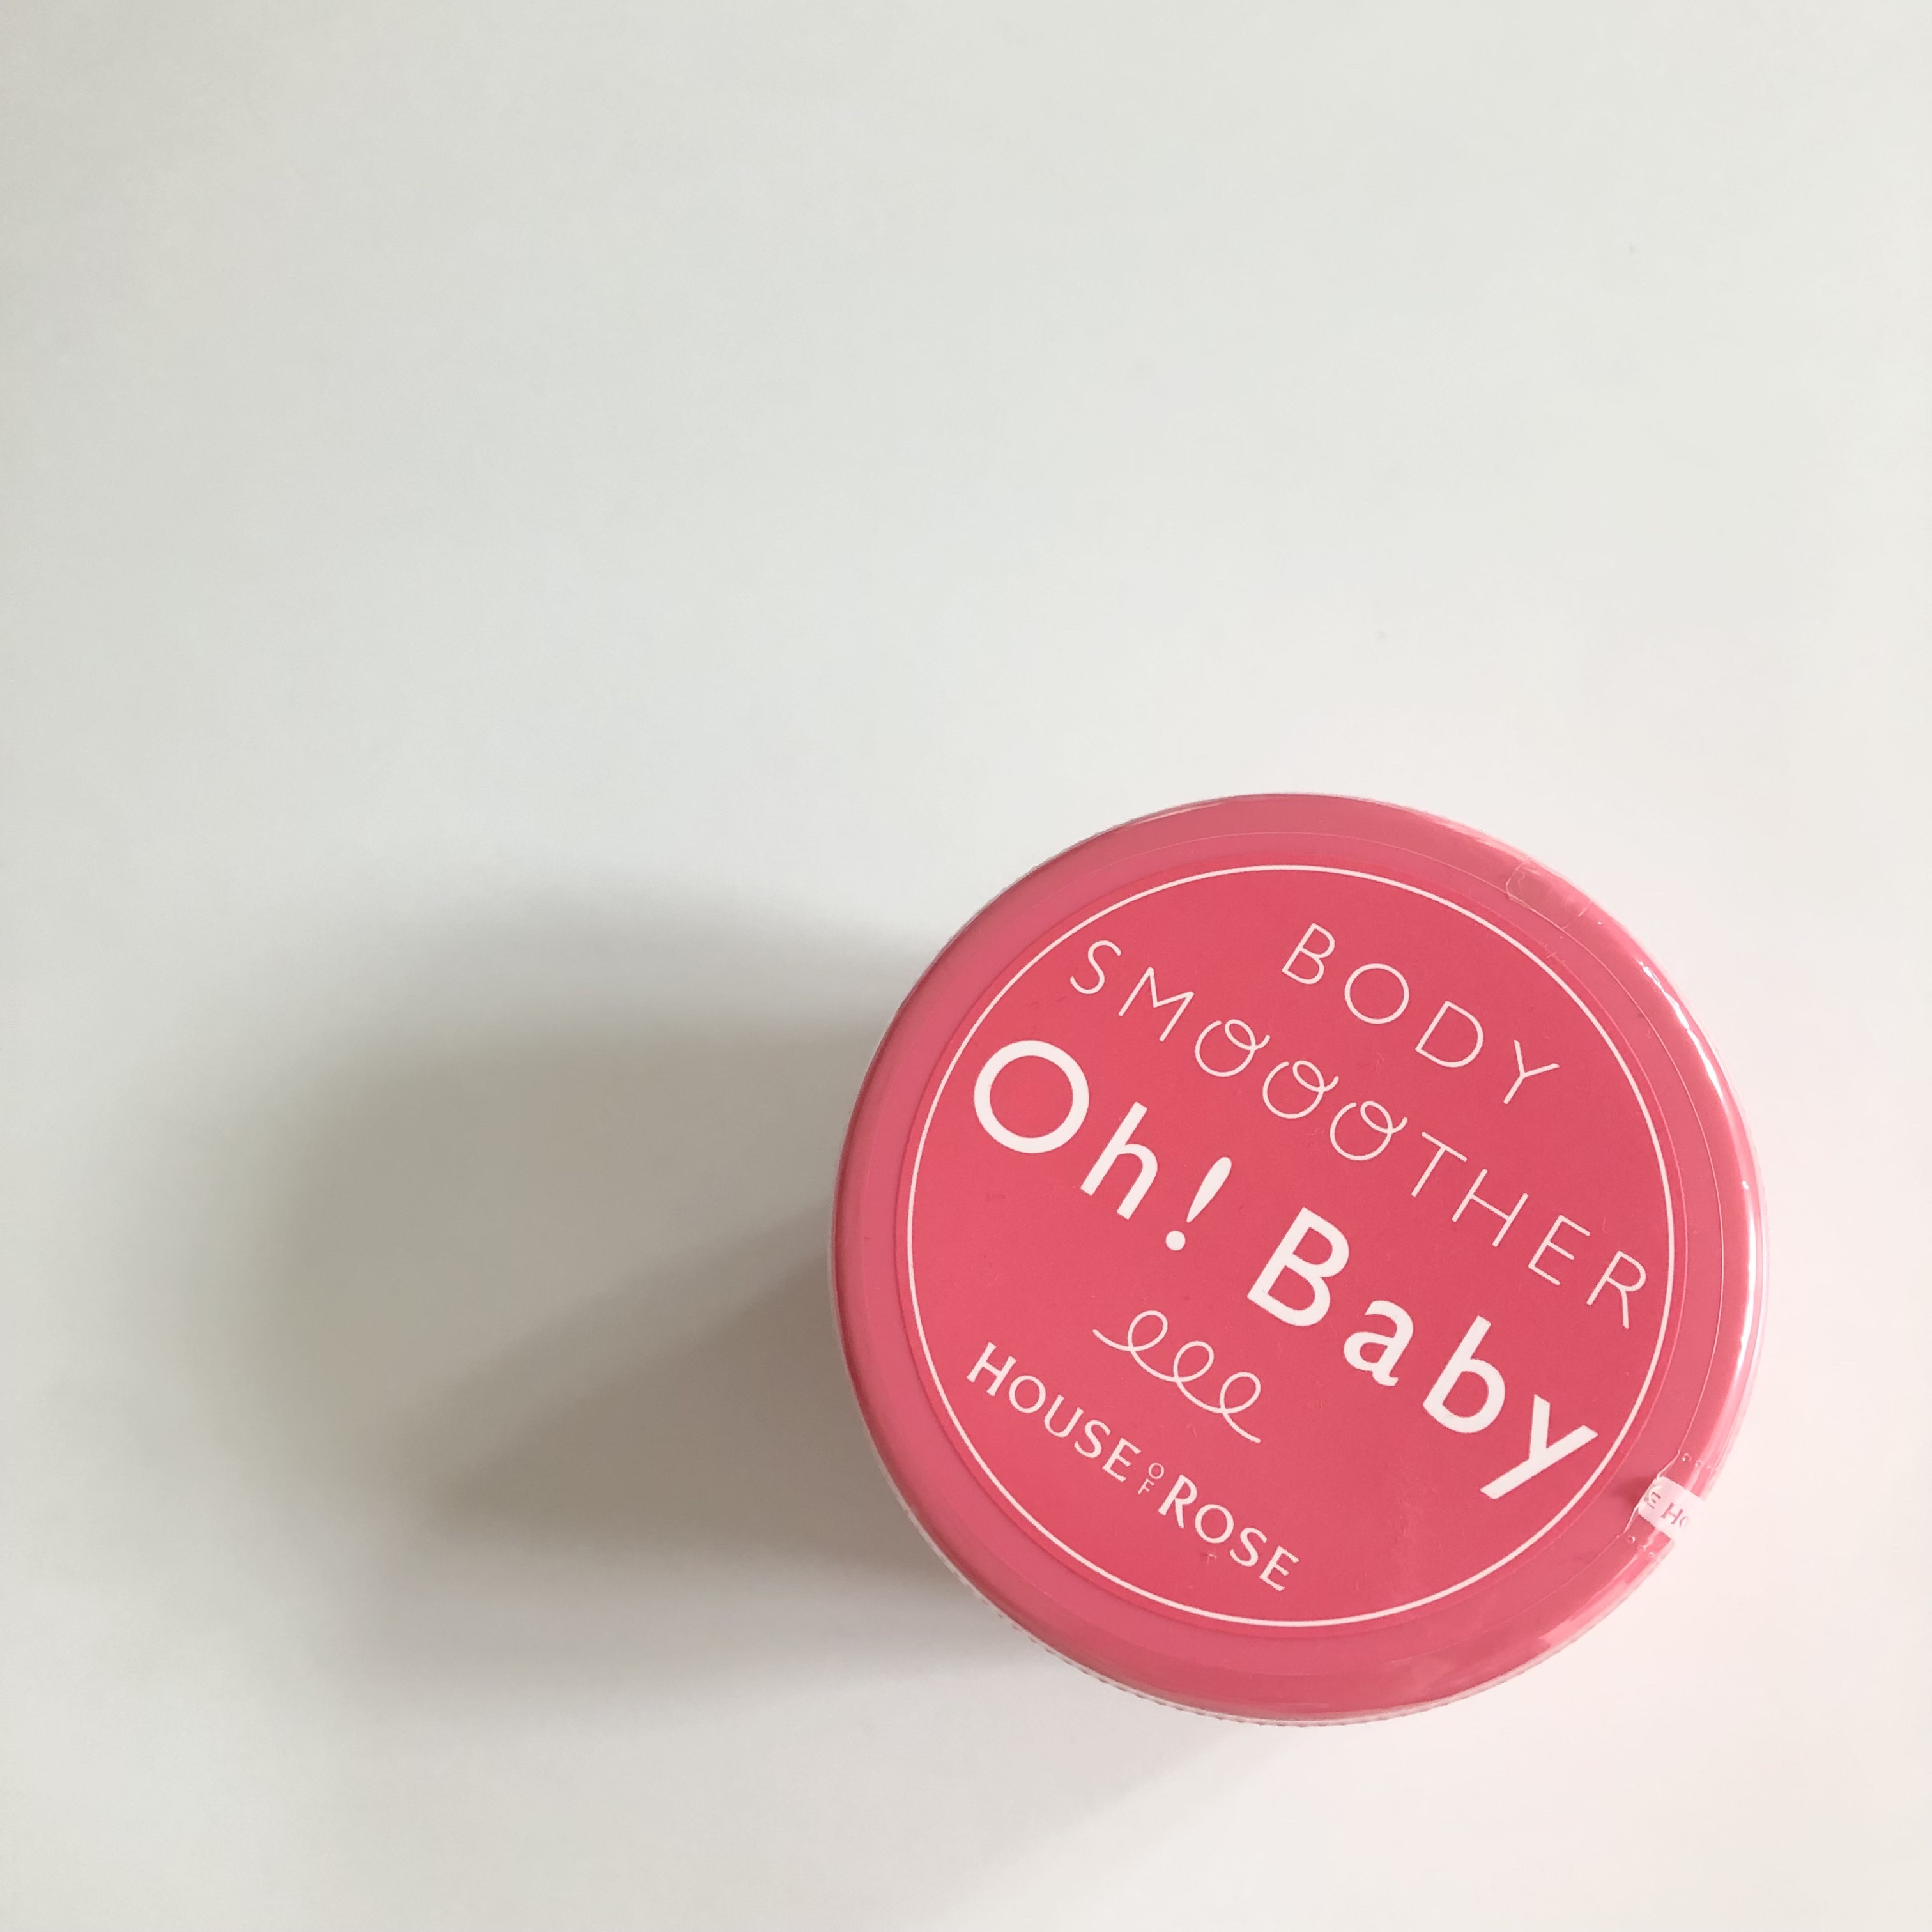 BODY
SMOOOTHER
Oh! Baby
HOUSE OF ROSE